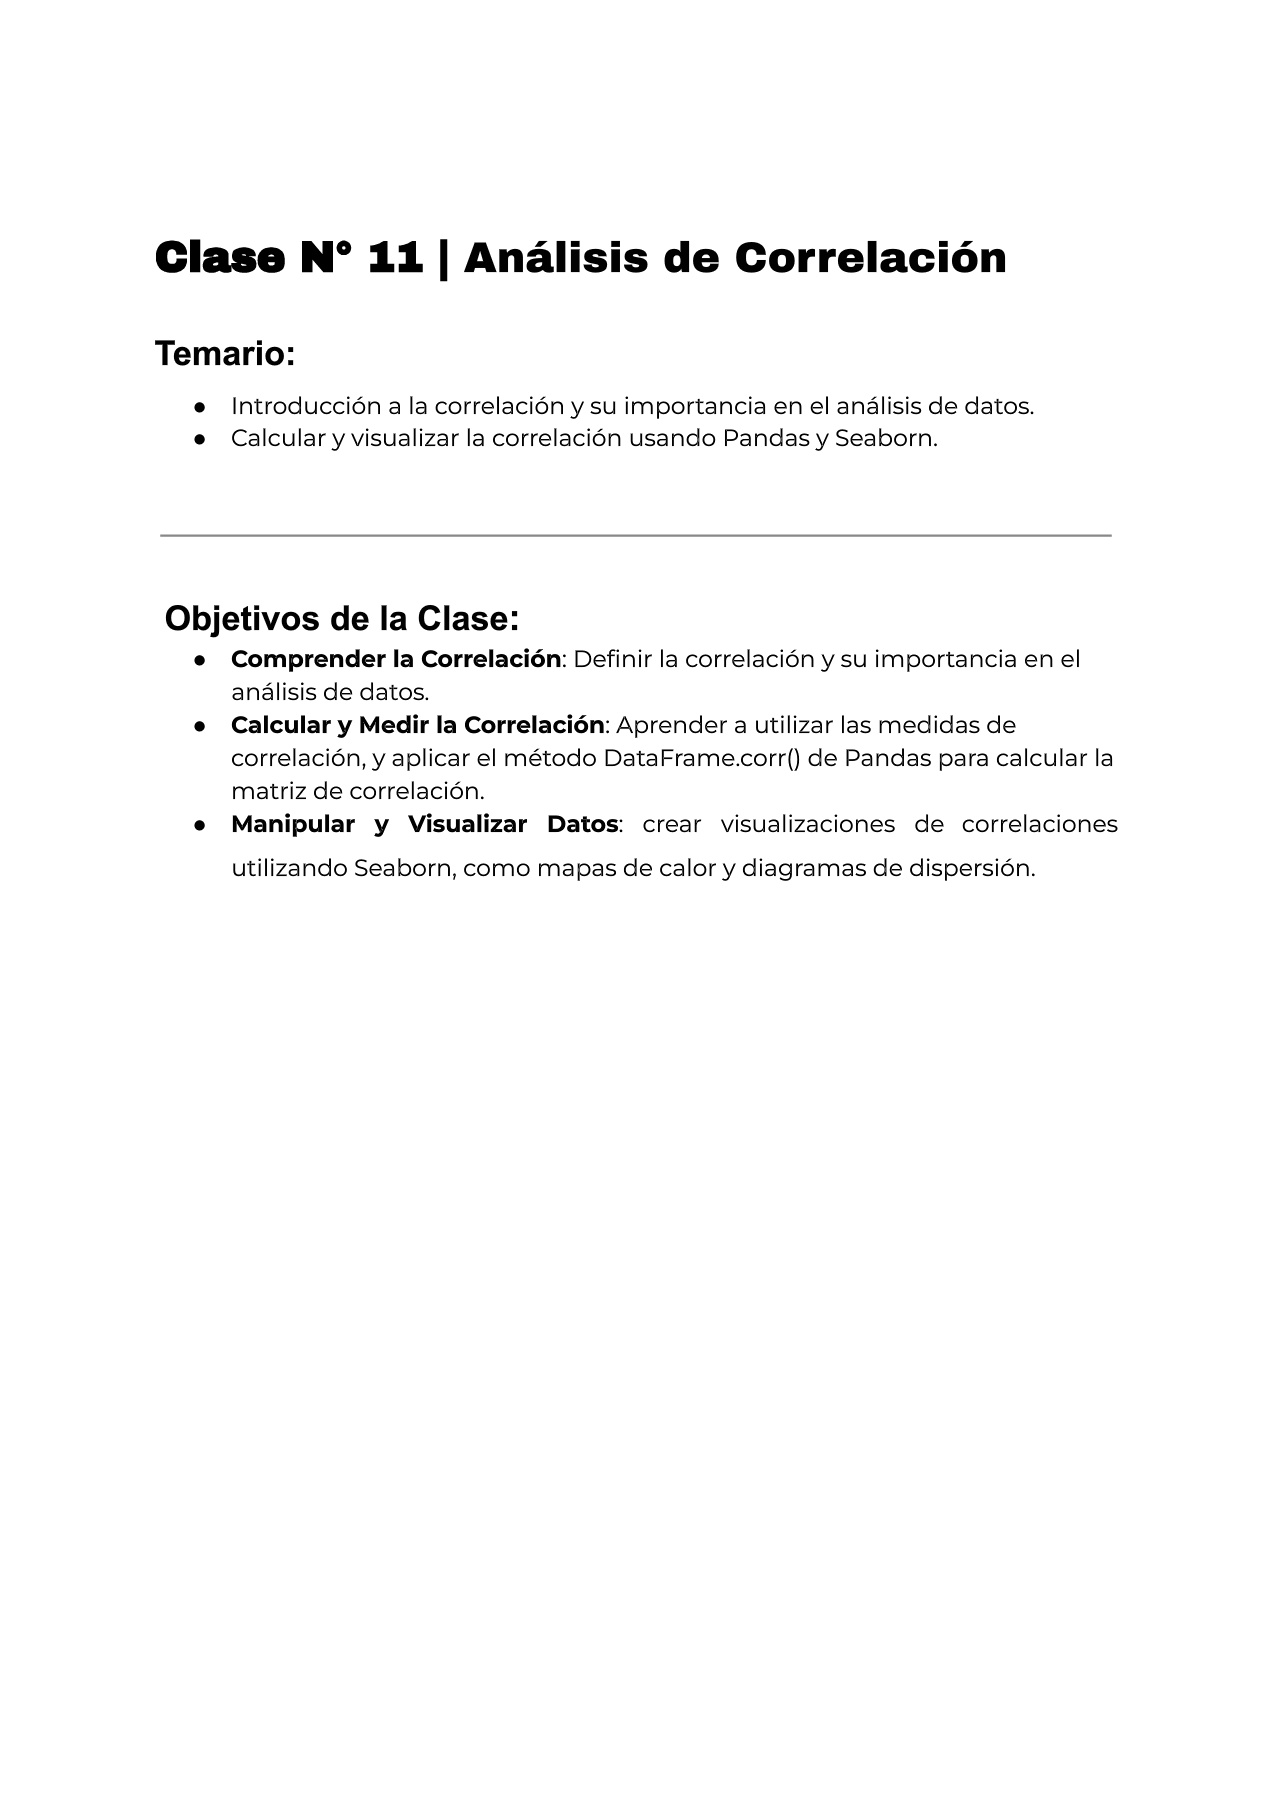 Clase N° 11 | Análisis de Correlación
Temario:
● Introducción a la correlación y su importancia en el análisis de datos.
● Calcular y visualizar la correlación usando Pandas y Seaborn.
Objetivos de la Clase:
● Comprender la Correlación: Definir la correlación y su importancia en el
análisis de datos.
● Calcular y Medir la Correlación: Aprender a utilizar las medidas de
correlación, y aplicar el método DataFrame.corr() de Pandas para calcular la
matriz de correlación.
● Manipular y Visualizar Datos: crear visualizaciones de correlaciones
utilizando Seaborn, como mapas de calor y diagramas de dispersión.